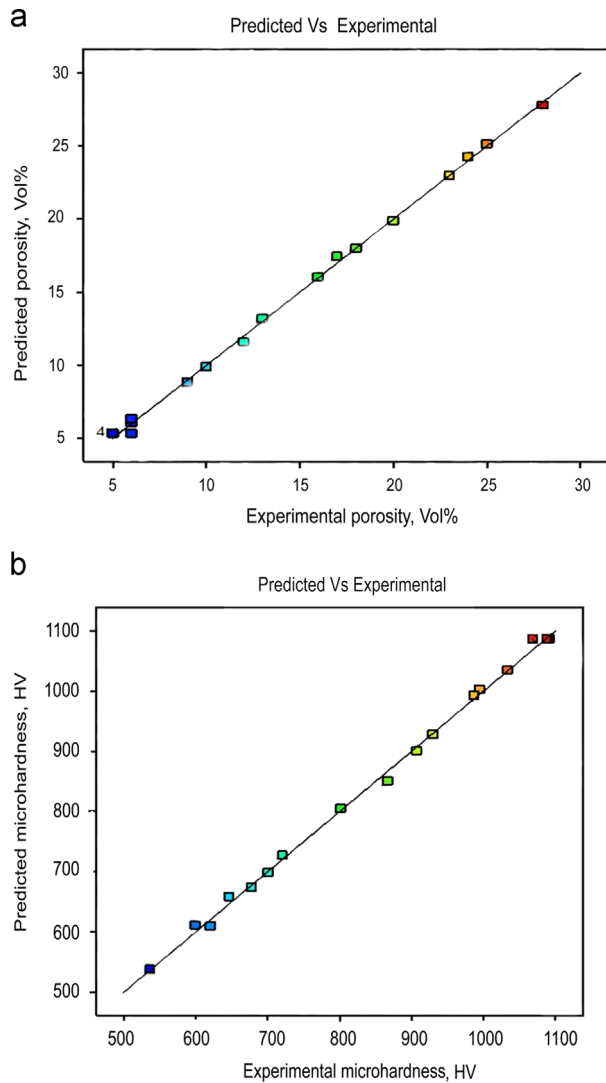 a
Predicted Vs Experimental
30
25
20
15
10
5
Predicted porosity, Vol%
4
5 10 15 20 25 30
Experimental porosity, Vol%
b
Predicted Vs Experimental
1100
1000
900
800
700
600
500
Predicted microhardness, HV
500 600 700 800 900 1000 1100
Experimental microhardness, HV